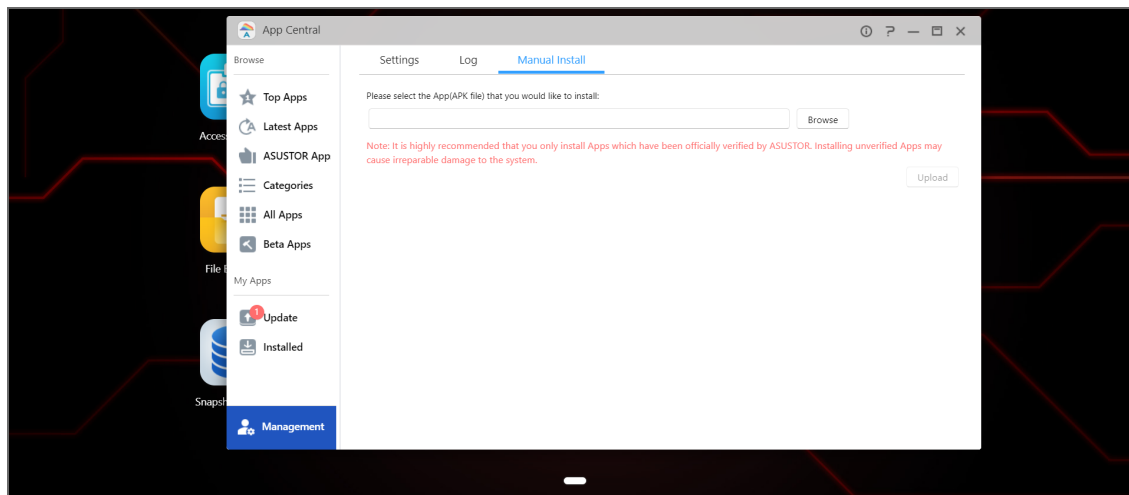 App Central
Browse
Top Apps
Latest Apps
ASUSTOR App
Categories
All Apps
Beta Apps
My Apps
1
Update
Installed
Management
Settings
Log
Manual Install
Please select the App(APK file) that you would like to install:
Browse
Note: It is highly recommended that you only install Apps which have been officially verified by ASUSTOR. Installing unverified Apps may
cause irreparable damage to the system.
Upload
Acces
File
Snapsh